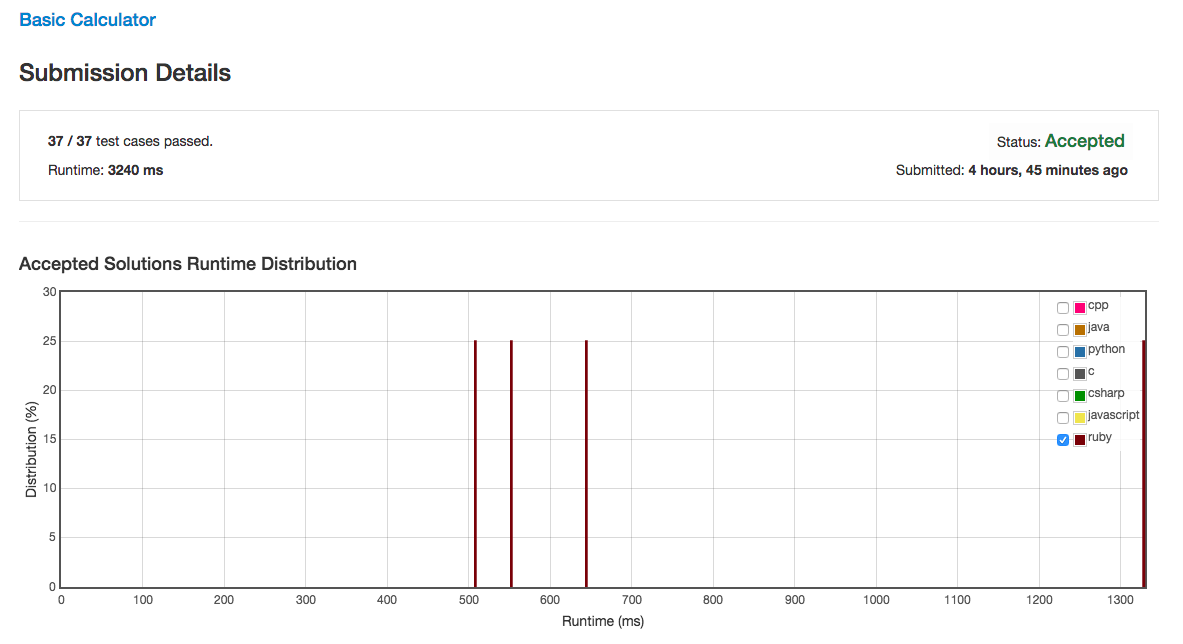 Basic Calculator
Submission Details
37 / 37 test cases passed.
Status: Accepted
Runtime: 3240 ms
Submitted: 4 hours, 45 minutes ago
Accepted Solutions Runtime Distribution
30
25
20
15
10
5
0
Distribution (%)
cpp
java
python
c
csharp
javascript
ruby
0 100 200 300 400 500 600 700 800 900 1000 1100 1200 1300
Runtime (ms)